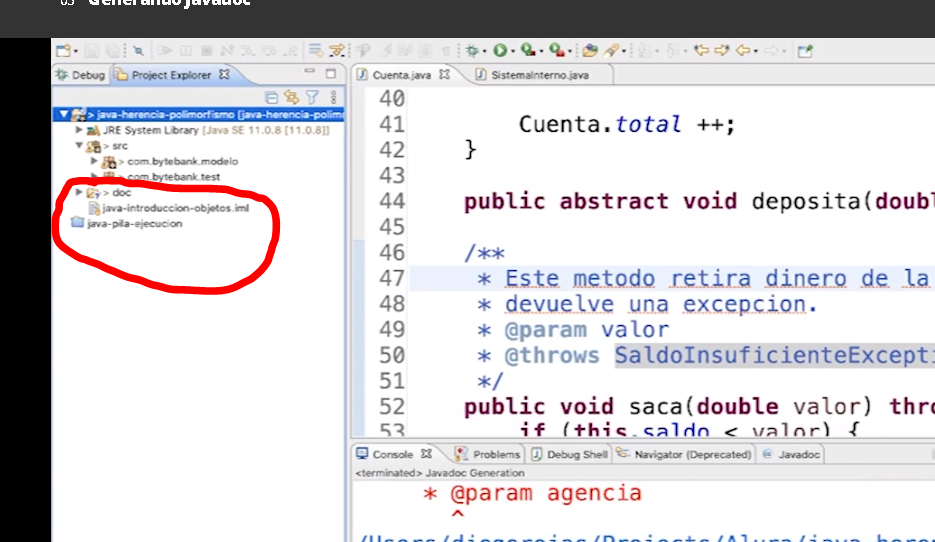 05 Generando javadoc
Debug Project Explorer
> java-herencia-polimorfismo [java-herencia-polim
JRE System Library [Java SE 11.0.8 [11.0.8]]
> src
> com.bytebank.modelo
> com.bytebank.test
> doc
java-introduccion-objetos.iml
java-pila-ejecucion
Cuenta.java SistemaInterno.java
40
41 Cuenta.total ++;
42 }
43
44 public abstract void deposita(doubl
45
46 /**
47 * Este metodo retira dinero de la
48 * devuelve una excepcion.
49 * @param valor
50 * @throws SaldoInsuficienteExcepti
51 */
52 public void saca(double valor) thro
53 if (this.saldo < valor) {
Console Problems Debug Shell Navigator (Deprecated) @ Javadoc
<terminated> Javadoc Generation
* @param agencia
^
/Users/diegorojas/Projects/Alura/java-heren